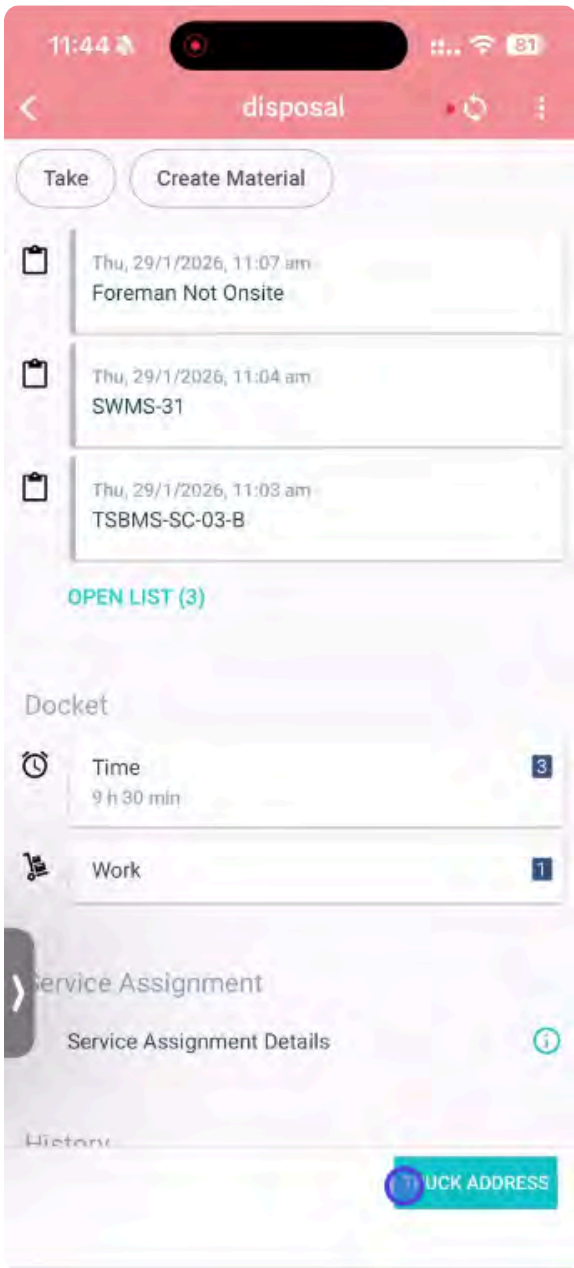 11:44
81
disposal
Take
Create Material
Thu, 29/1/2026, 11:07 am
Foreman Not Onsite
Thu, 29/1/2026, 11:04 am
SWMS-31
Thu, 29/1/2026, 11:03 am
TSBMS-SC-03-B
OPEN LIST (3)
Docket
Time
3
9 h 30 min
Work
1
Service Assignment
Service Assignment Details
History
UCK ADDRESS